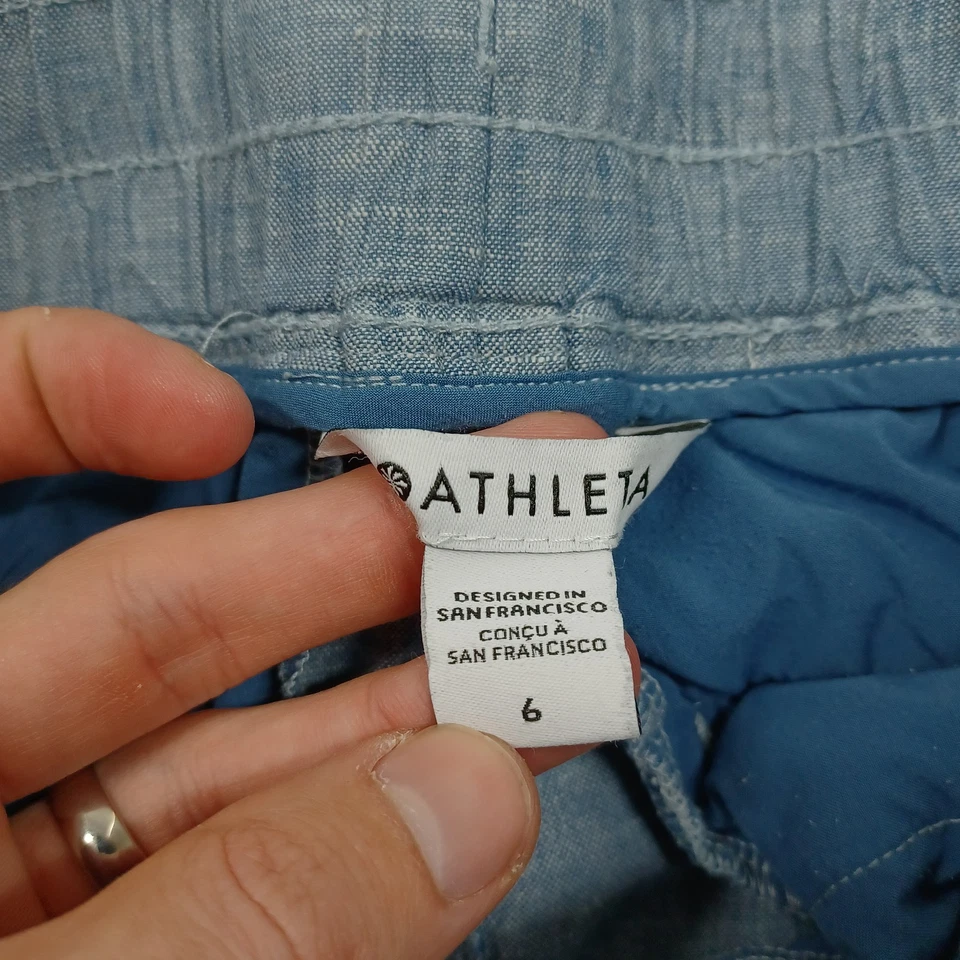 ATHLETA
DESIGNED IN
SAN FRANCISCO
CONÇU À
SAN FRANCISCO
6